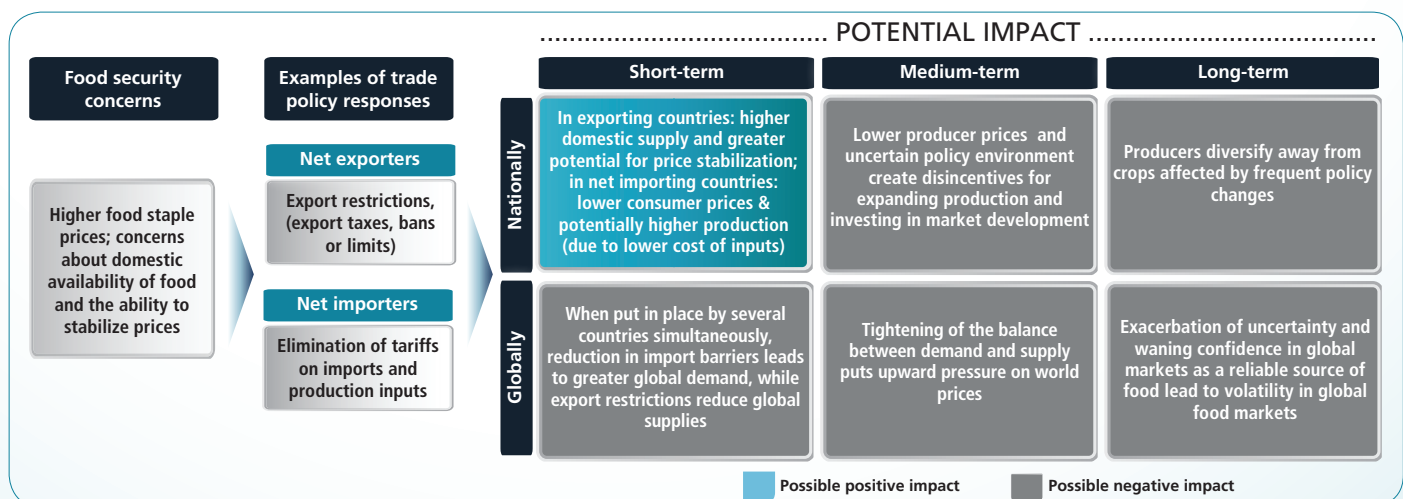 POTENTIAL IMPACT
Food security
concerns
Examples of trade
policy responses
Short-term
Medium-term
Long-term
Higher food staple
prices; concerns
about domestic
availability of food
and the ability to
stabilize prices
Net exporters
Export restrictions,
(export taxes, bans
or limits)
Net importers
Elimination of tariffs
on imports and
production inputs
Nationally
In exporting countries: higher
domestic supply and greater
potential for price stabilization;
in net importing countries:
lower consumer prices &
potentially higher production
(due to lower cost of inputs)
Lower producer prices and
uncertain policy environment
create disincentives for
expanding production and
investing in market development
Producers diversify away from
crops affected by frequent policy
changes
Globally
When put in place by several
countries simultaneously,
reduction in import barriers leads
to greater global demand, while
export restrictions reduce global
supplies
Tightening of the balance
between demand and supply
puts upward pressure on world
prices
Exacerbation of uncertainty and
waning confidence in global
markets as a reliable source of
food lead to volatility in global
food markets
Possible positive impact
Possible negative impact